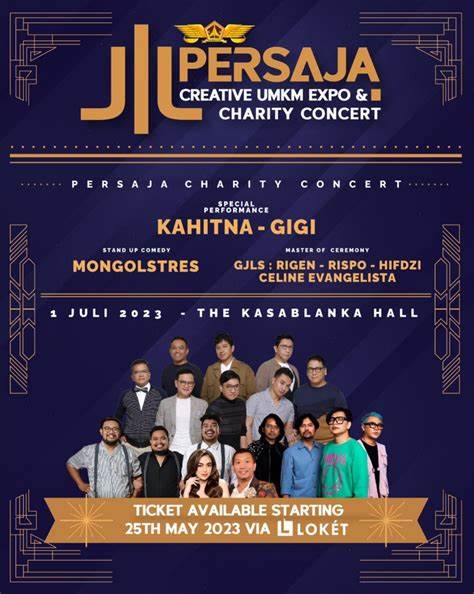 PERSAJA
CREATIVE UMKM EXPO &
CHARITY CONCERT
PERSAJA CHARITY CONCERT
SPECIAL
PERFORMANCE
KAHITNA - GIGI
STAND UP COMEDY
MONGOLSTRES
MASTER OF CEREMONY
GJLS : RIGEN - RISPO - HIFDZI
CELINE EVANGELISTA
1 JULI 2023 - THE KASABLANKA HALL
TICKET AVAILABLE STARTING
25TH MAY 2023 VIA L LOKÉT